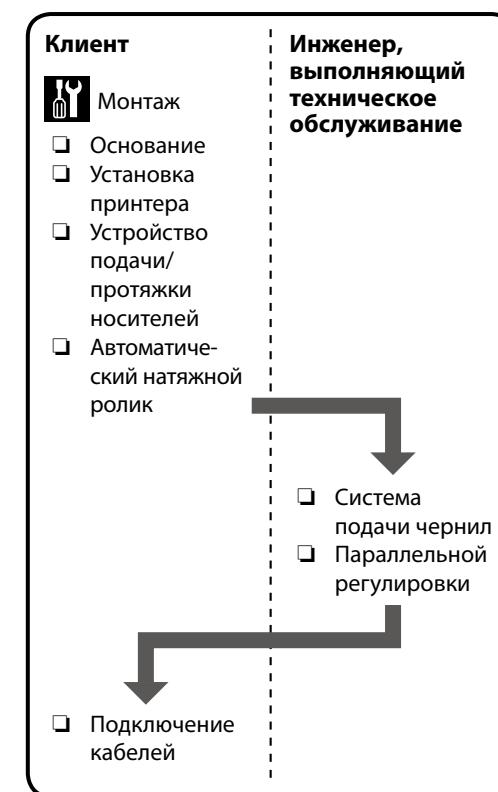 Клиент
Монтаж
❏ Основание
❏ Установка
принтера
❏ Устройство
подачи/
протяжки
носителей
❏ Автоматиче-
ский натяжной
ролик
Инженер,
выполняющий
техническое
обслуживание
❏ Система
подачи чернил
❏ Параллельной
регулировки
❏ Подключение
кабелей